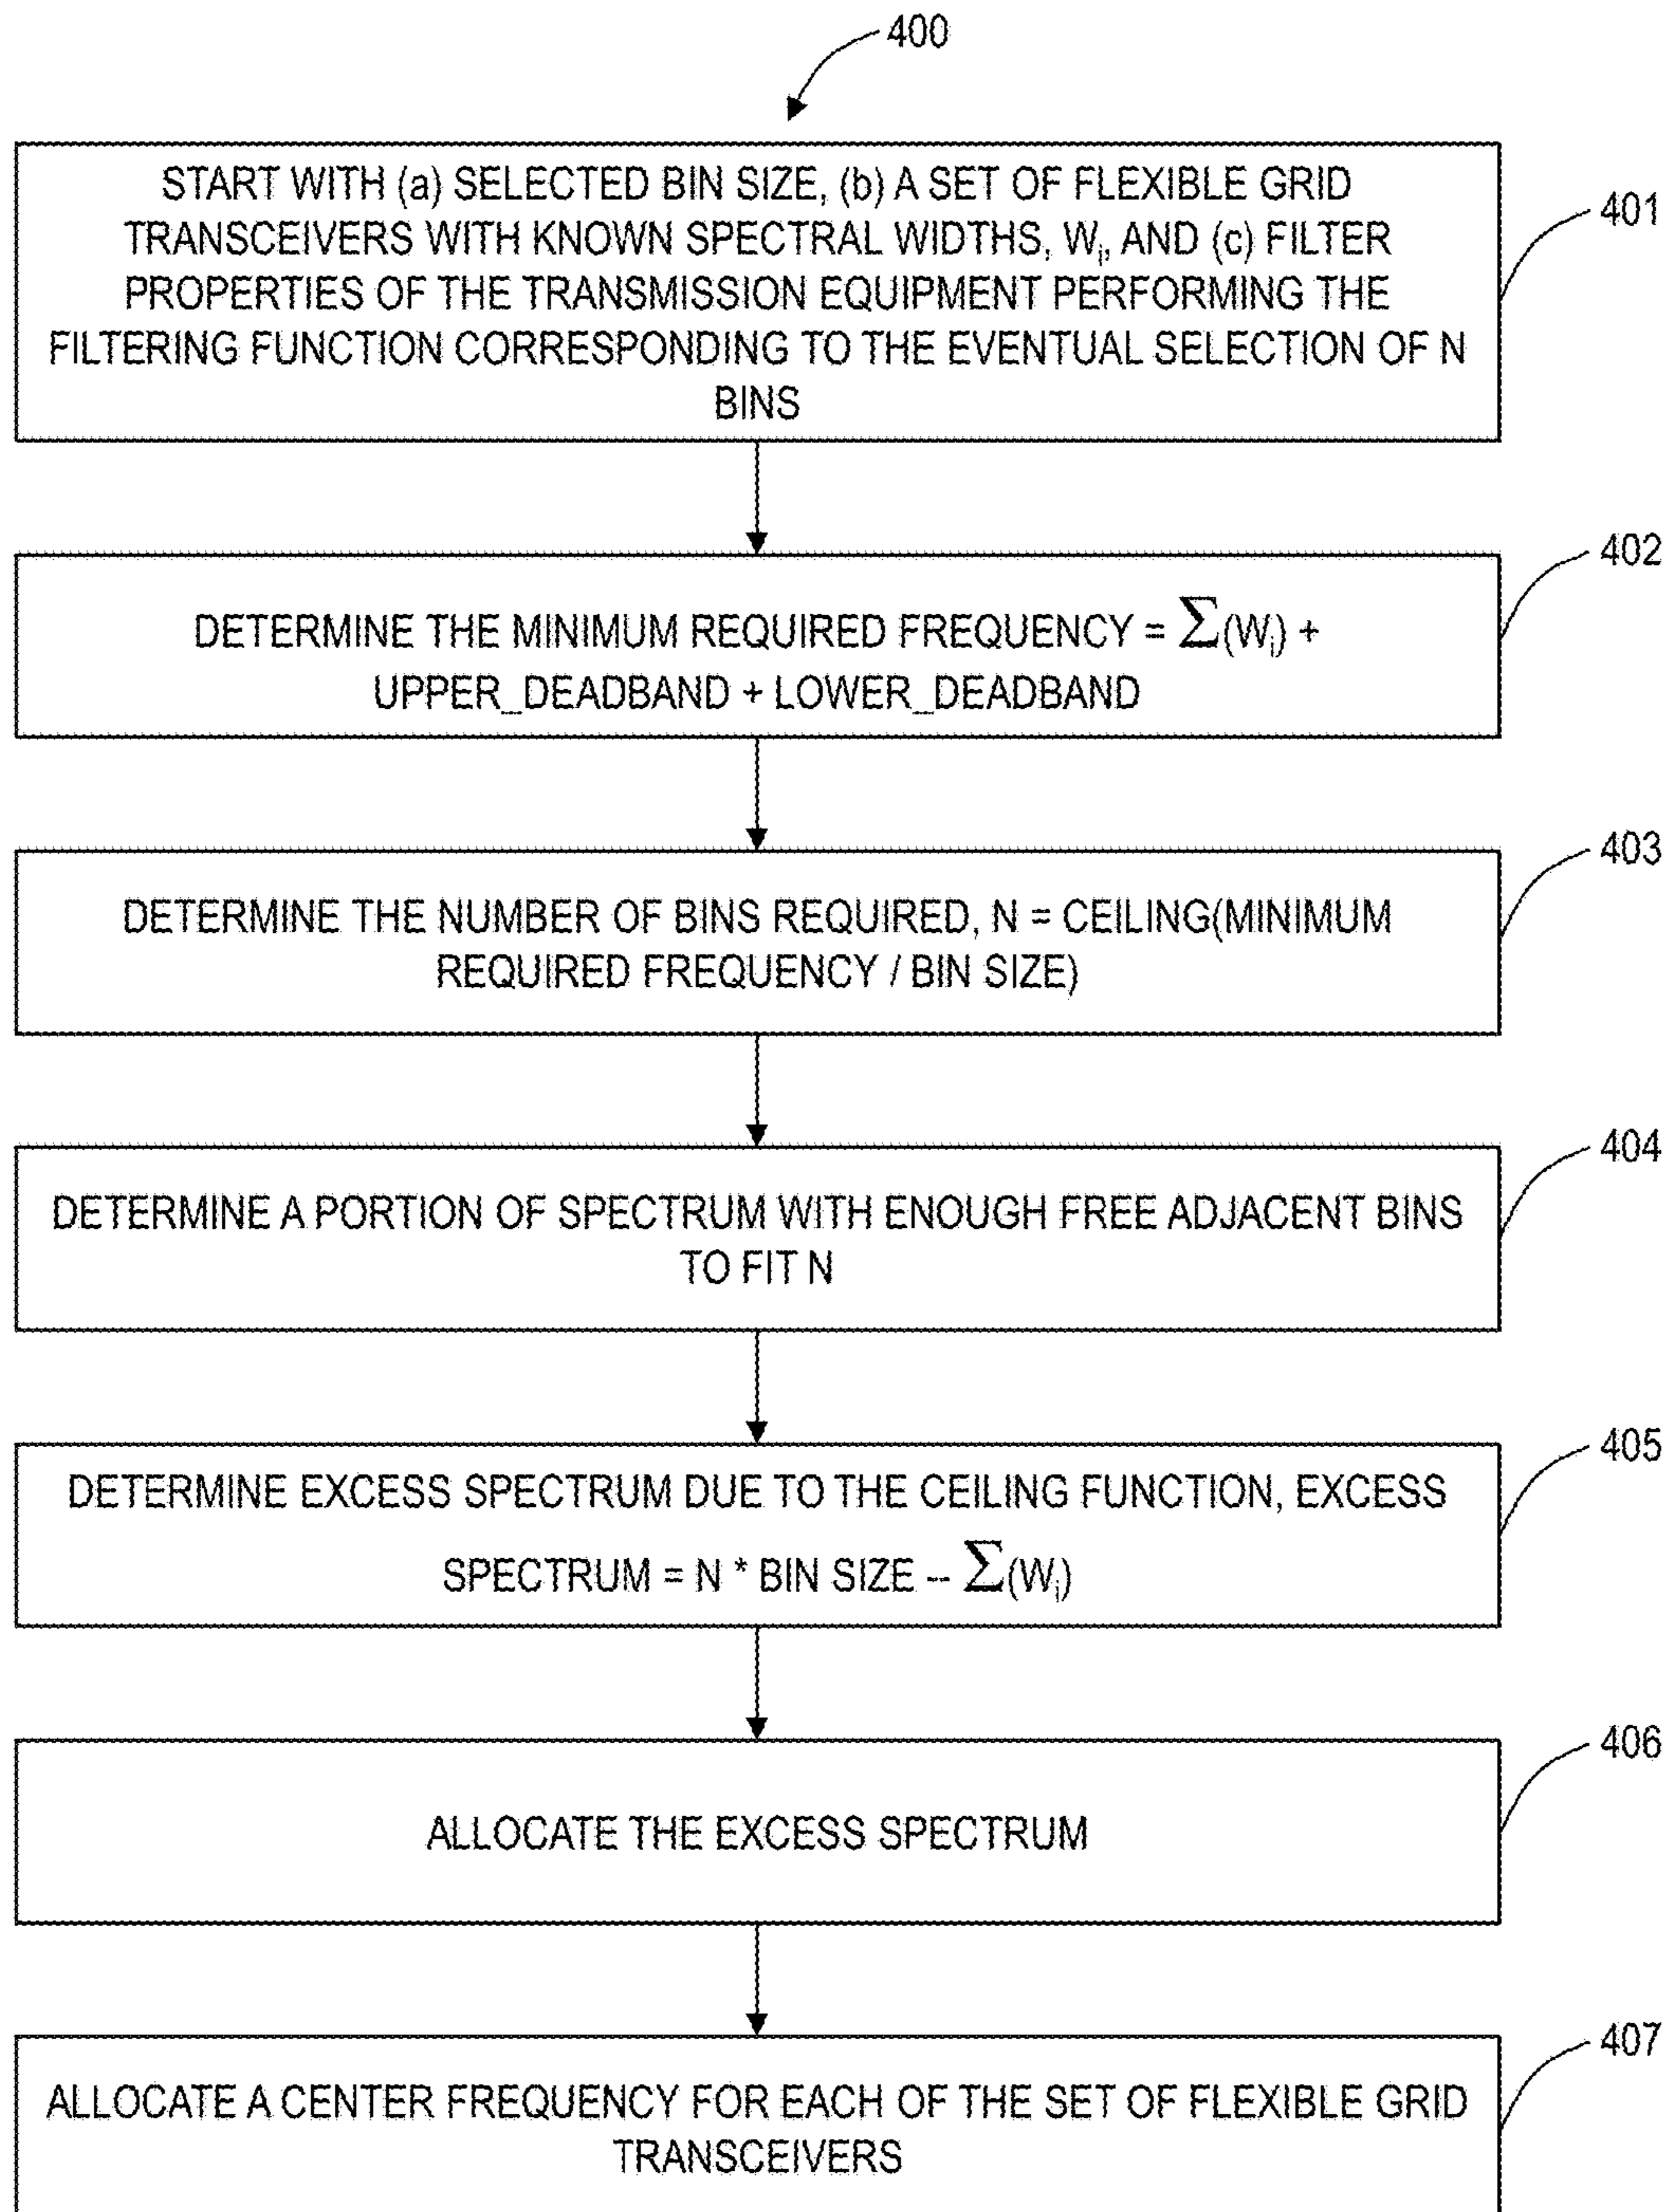 400
START WITH (a) SELECTED BIN SIZE, (b) A SET OF FLEXIBLE GRID
TRANSCEIVERS WITH KNOWN SPECTRAL WIDTHS, Wi, AND (c) FILTER
PROPERTIES OF THE TRANSMISSION EQUIPMENT PERFORMING THE
FILTERING FUNCTION CORRESPONDING TO THE EVENTUAL SELECTION OF N
BINS
401
DETERMINE THE MINIMUM REQUIRED FREQUENCY = Σ(Wi) +
UPPER_DEADBAND + LOWER_DEADBAND
402
DETERMINE THE NUMBER OF BINS REQUIRED, N = CEILING(MINIMUM
REQUIRED FREQUENCY / BIN SIZE)
403
DETERMINE A PORTION OF SPECTRUM WITH ENOUGH FREE ADJACENT BINS
TO FIT N
404
DETERMINE EXCESS SPECTRUM DUE TO THE CEILING FUNCTION, EXCESS
SPECTRUM = N * BIN SIZE -- Σ(Wi)
405
ALLOCATE THE EXCESS SPECTRUM
406
ALLOCATE A CENTER FREQUENCY FOR EACH OF THE SET OF FLEXIBLE GRID
TRANSCEIVERS
407